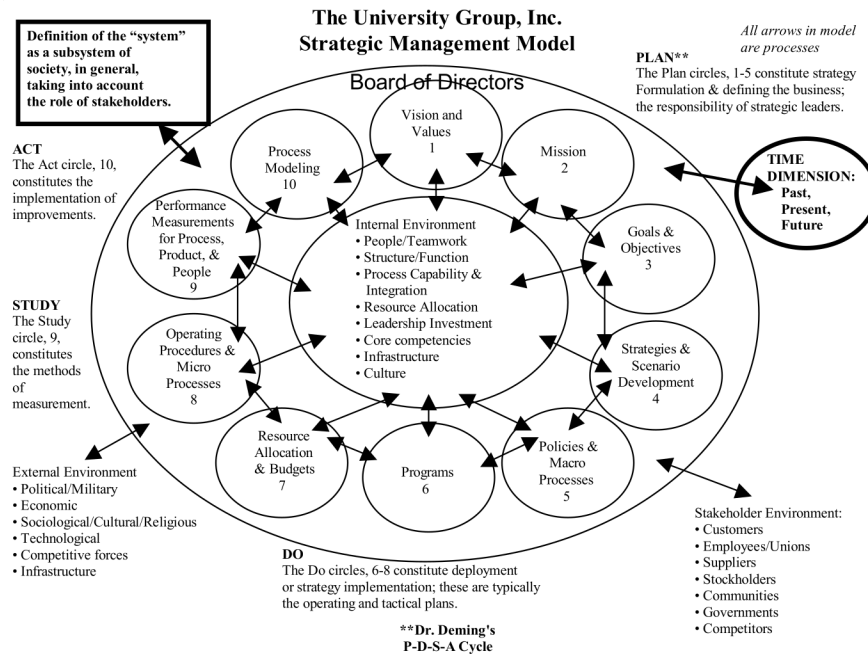 The University Group, Inc.
Strategic Management Model
Definition of the “system”
as a subsystem of
society, in general,
taking into account
the role of stakeholders.
All arrows in model
are processes
PLAN**
The Plan circles, 1-5 constitute strategy
Formulation & defining the business;
the responsibility of strategic leaders.
Board of Directors
Vision and
Values
1
Mission
2
Goals &
Objectives
3
Strategies &
Scenario
Development
4
Policies &
Macro
Processes
5
Programs
6
Resource
Allocation
& Budgets
7
Operating
Procedures &
Micro
Processes
8
Performance
Measurements
for Process,
Product, &
People
9
Process
Modeling
10
Internal Environment
• People/Teamwork
• Structure/Function
• Process Capability &
Integration
• Resource Allocation
• Leadership Investment
• Core competencies
• Infrastructure
• Culture
TIME
DIMENSION:
Past,
Present,
Future
ACT
The Act circle, 10,
constitutes the
implementation of
improvements.
STUDY
The Study
circle, 9,
constitutes
the methods
of
measurement.
External Environment
• Political/Military
• Economic
• Sociological/Cultural/Religious
• Technological
• Competitive forces
• Infrastructure
DO
The Do circles, 6-8 constitute deployment
or strategy implementation; these are typically
the operating and tactical plans.
Stakeholder Environment:
• Customers
• Employees/Unions
• Suppliers
• Stockholders
• Communities
• Governments
• Competitors
**Dr. Deming's
P-D-S-A Cycle